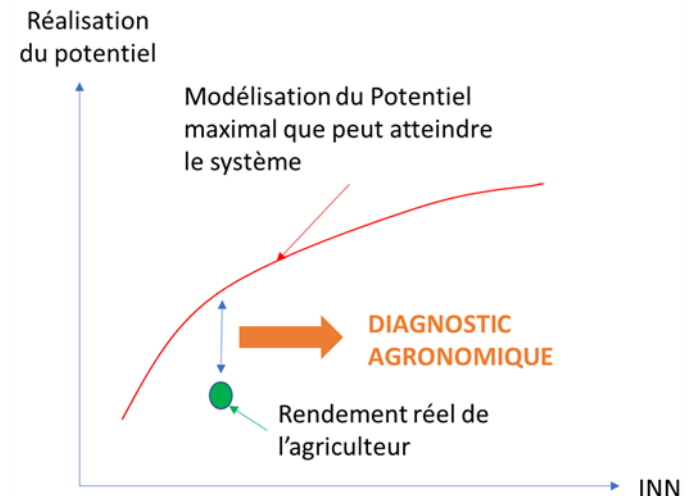 Réalisation
du potentiel
Modélisation du Potentiel
maximal que peut atteindre
le système
DIAGNOSTIC
AGRONOMIQUE
Rendement réel de
l’agriculteur
INN